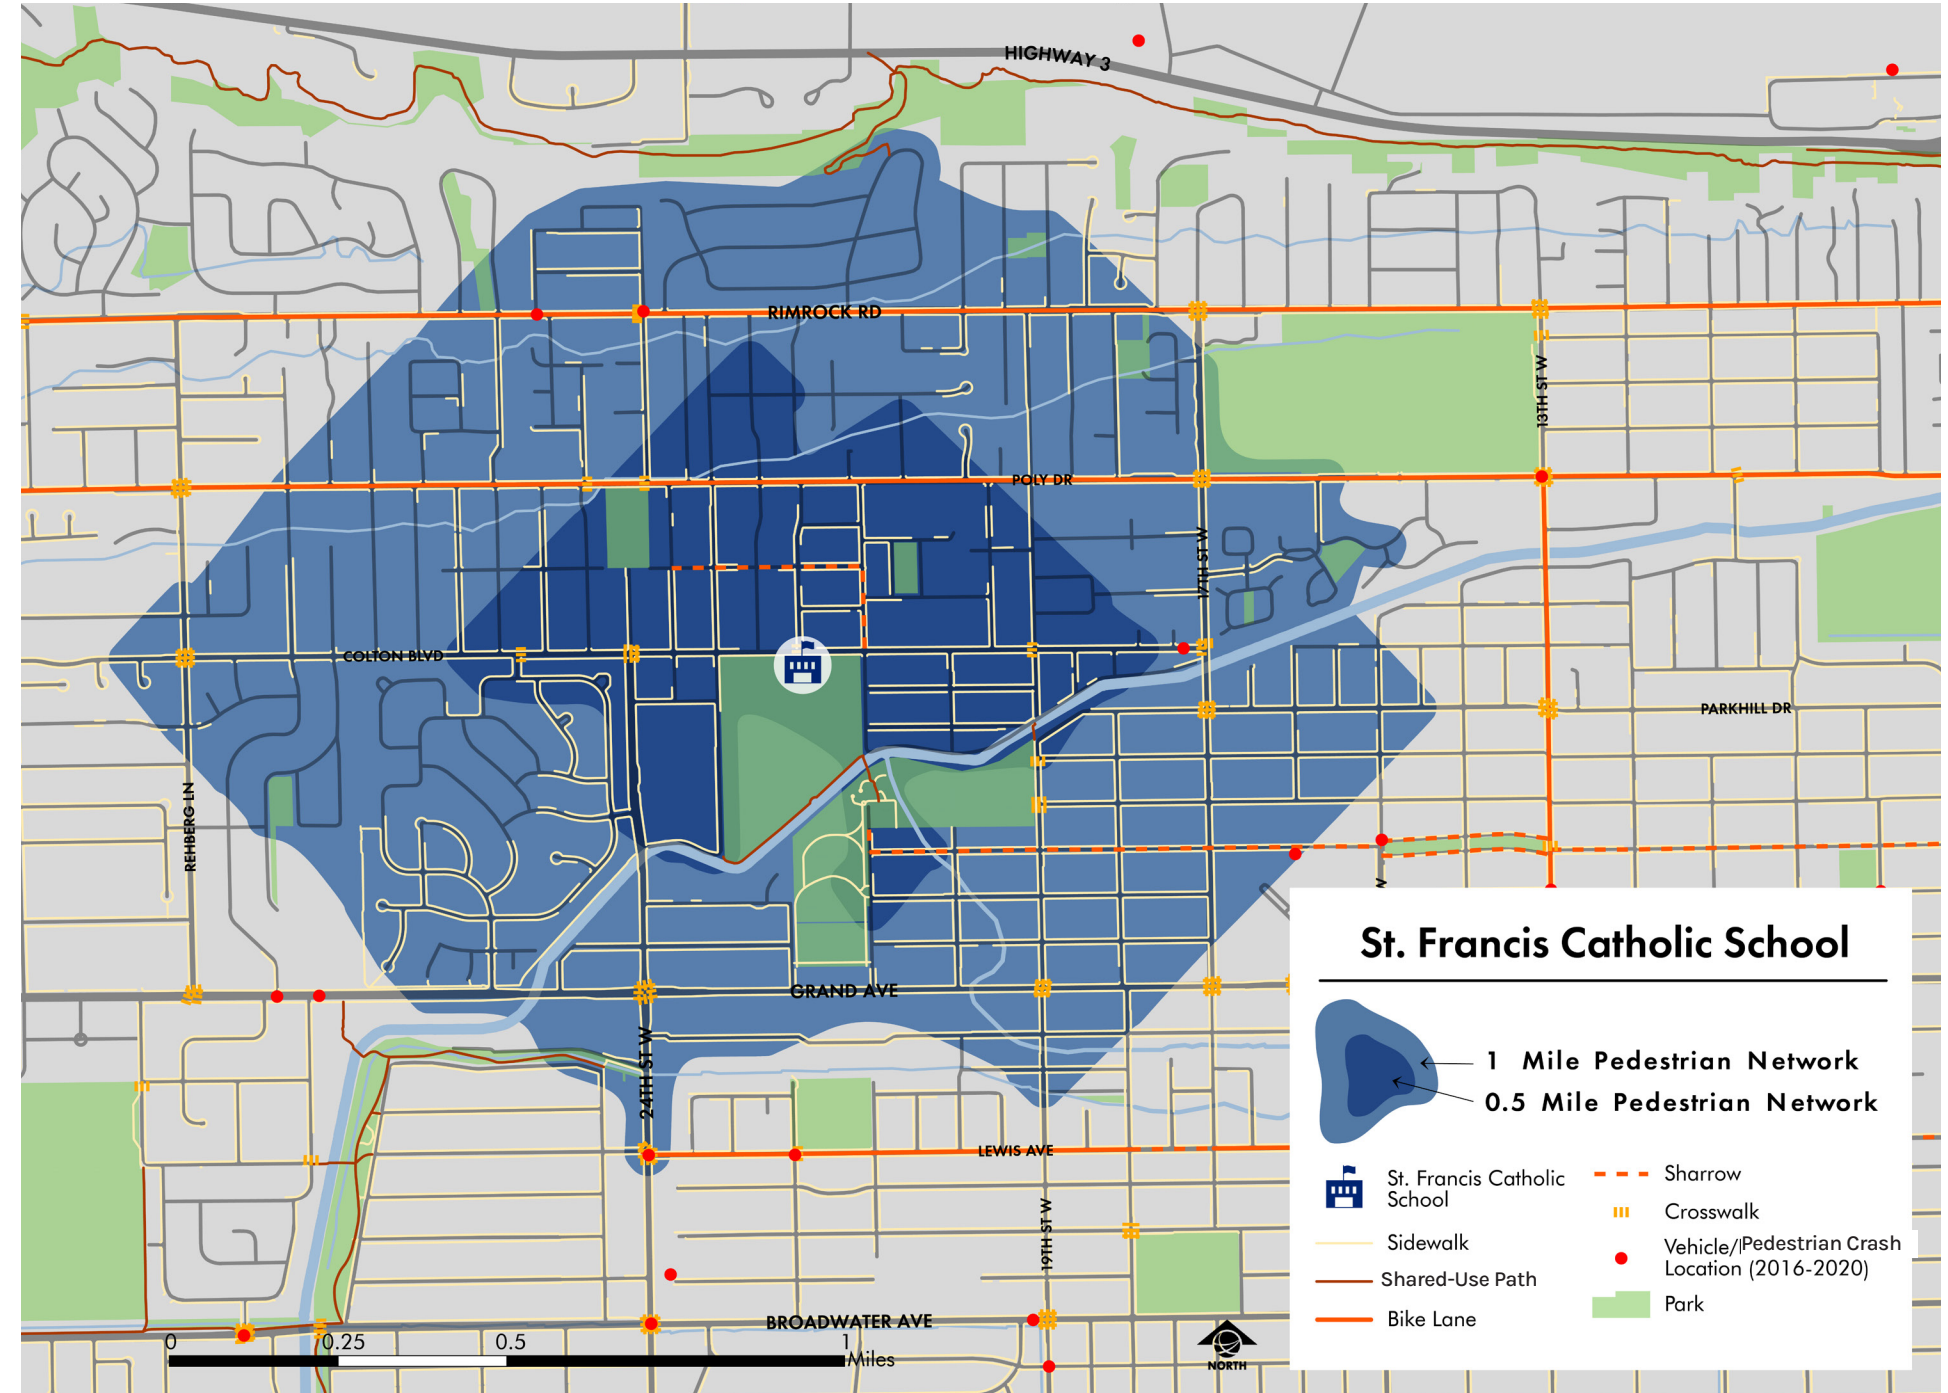 HIGHWAY 3
RIMROCK RD
13TH ST W
POLY DR
17TH ST W
COLTON BLVD
PARKHILL DR
REHBERG LN
W
GRAND AVE
24TH ST W
LEWIS AVE
19TH ST W
BROADWATER AVE
0 0.25 0.5 1
Miles
NORTH
St. Francis Catholic School
1 Mile Pedestrian Network
0.5 Mile Pedestrian Network
St. Francis Catholic
School
Sidewalk
Shared-Use Path
Bike Lane
Sharrow
Crosswalk
Vehicle/Pedestrian Crash
Location (2016-2020)
Park